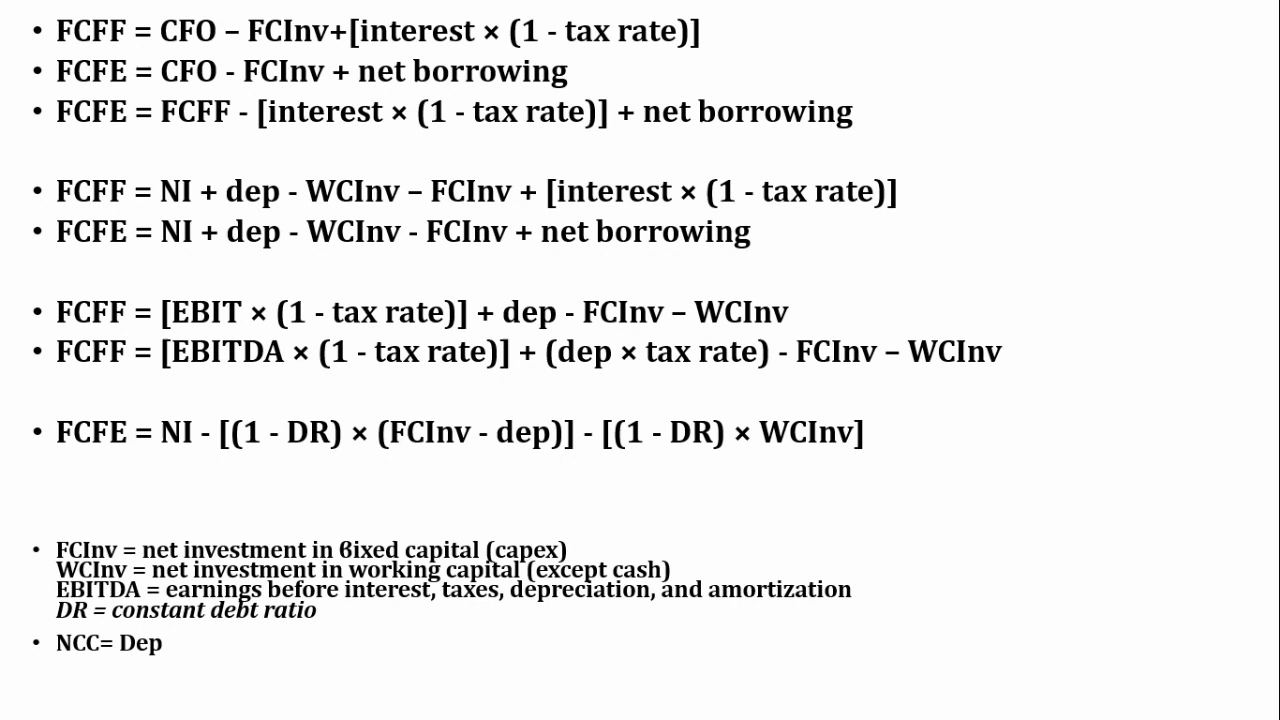 • FCFF = CFO – FCInv+[interest × (1 - tax rate)]
• FCFE = CFO - FCInv + net borrowing
• FCFE = FCFF - [interest × (1 - tax rate)] + net borrowing
• FCFF = NI + dep - WCInv – FCInv + [interest × (1 - tax rate)]
• FCFE = NI + dep - WCInv - FCInv + net borrowing
• FCFF = [EBIT × (1 - tax rate)] + dep - FCInv – WCInv
• FCFF = [EBITDA × (1 - tax rate)] + (dep × tax rate) - FCInv – WCInv
• FCFE = NI - [(1 - DR) × (FCInv - dep)] - [(1 - DR) × WCInv]
• FCInv = net investment in ϐixed capital (capex)
WCInv = net investment in working capital (except cash)
EBITDA = earnings before interest, taxes, depreciation, and amortization
DR = constant debt ratio
• NCC= Dep